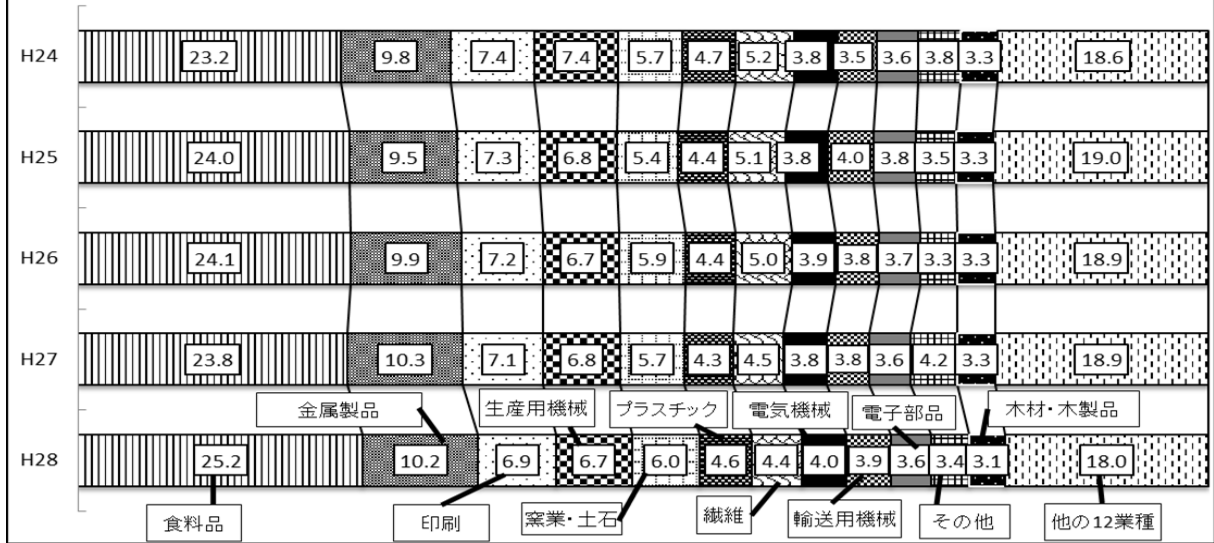 H24 23.2 9.8 7.4 7.4 5.7 4.7 5.2 3.8 3.5 3.6 3.8 3.3 18.6
H25 24.0 9.5 7.3 6.8 5.4 4.4 5.1 3.8 4.0 3.8 3.5 3.3 19.0
H26 24.1 9.9 7.2 6.7 5.9 4.4 5.0 3.9 3.8 3.7 3.3 3.3 18.9
H27 23.8 10.3 7.1 6.8 5.7 4.3 4.5 3.8 3.8 3.6 4.2 3.3 18.9
金属製品 生産用機械 プラスチック 電気機械 電子部品 木材・木製品
H28 25.2 10.2 6.9 6.7 6.0 4.6 4.4 4.0 3.9 3.6 3.4 3.1 18.0
食料品 印刷 窯業・土石 繊維 輸送用機械 その他 他の12業種